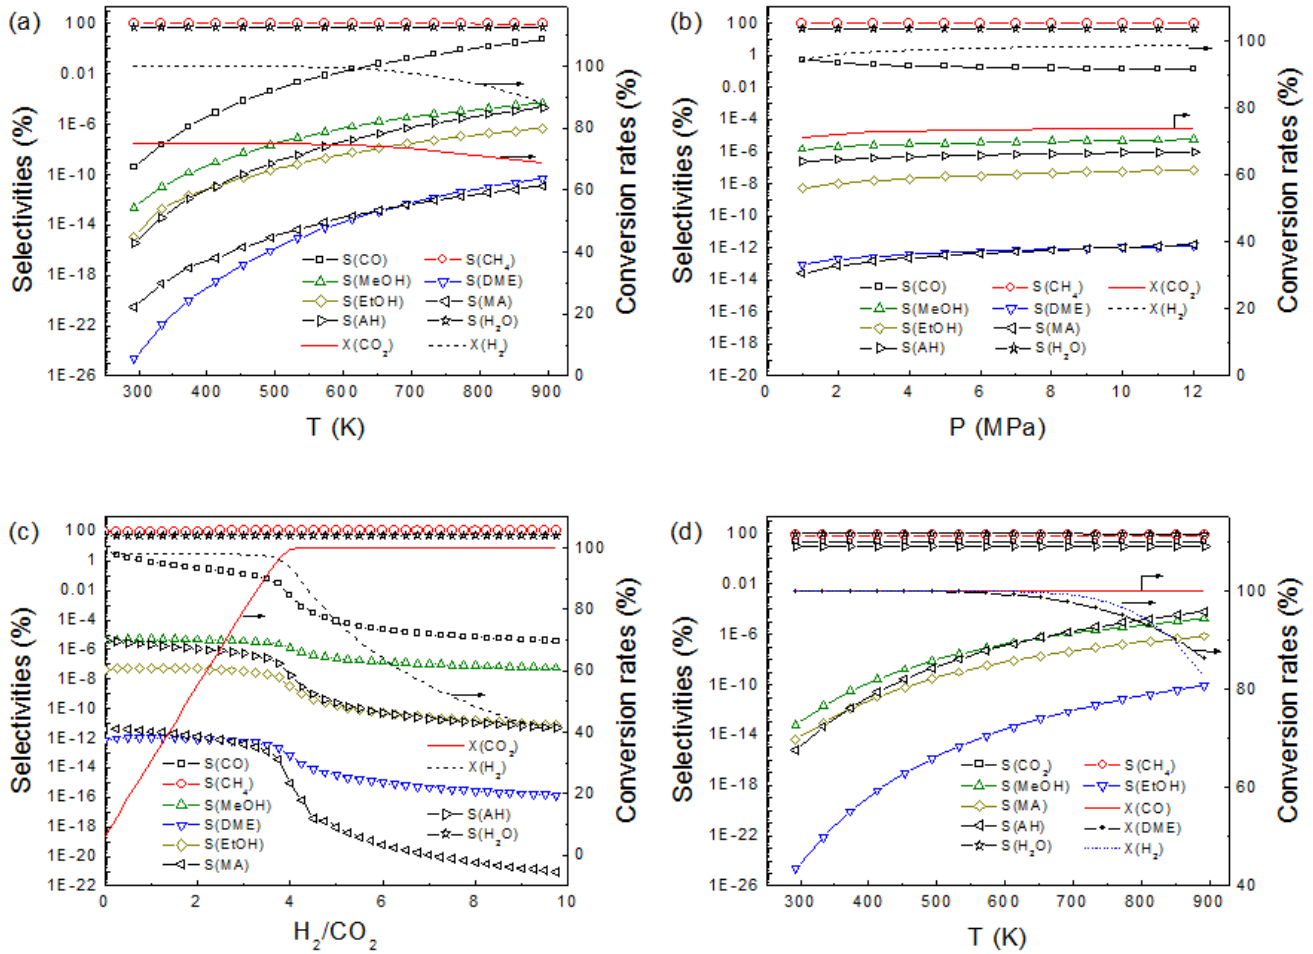 (a)
Selectivities (%)
100
0.01
1E-6
1E-10
1E-14
1E-18
1E-22
1E-26
S(CO)
S(CH4)
S(MeOH)
S(DME)
S(EtOH)
S(MA)
S(AH)
S(H2O)
X(CO2)
X(H2)
300 400 500 600 700 800 900
T (K)
100
80
60
40
20
0
Conversion rates (%)
(b)
Selectivities (%)
100
1
0.01
1E-4
1E-6
1E-8
1E-10
1E-12
1E-14
1E-16
1E-18
1E-20
S(CO)
S(CH4)
X(CO2)
S(MeOH)
S(DME)
X(H2)
S(EtOH)
S(MA)
S(AH)
S(H2O)
0 2 4 6 8 10 12
P (MPa)
100
80
60
40
20
0
Conversion rates (%)
(c)
Selectivities (%)
100
1
0.01
1E-4
1E-6
1E-8
1E-10
1E-12
1E-14
1E-16
1E-18
1E-20
1E-22
X(CO2)
X(H2)
S(CO)
S(CH4)
S(MeOH)
S(DME)
S(EtOH)
S(MA)
S(AH)
S(H2O)
0 2 4 6 8 10
H2/CO2
100
80
60
40
20
0
Conversion rates (%)
(d)
Selectivities (%)
100
0.01
1E-6
1E-10
1E-14
1E-18
1E-22
1E-26
S(CO2)
S(CH4)
S(MeOH)
S(EtOH)
S(MA)
X(CO)
S(AH)
X(DME)
S(H2O)
X(H2)
300 400 500 600 700 800 900
T (K)
100
80
60
40
Conversion rates (%)